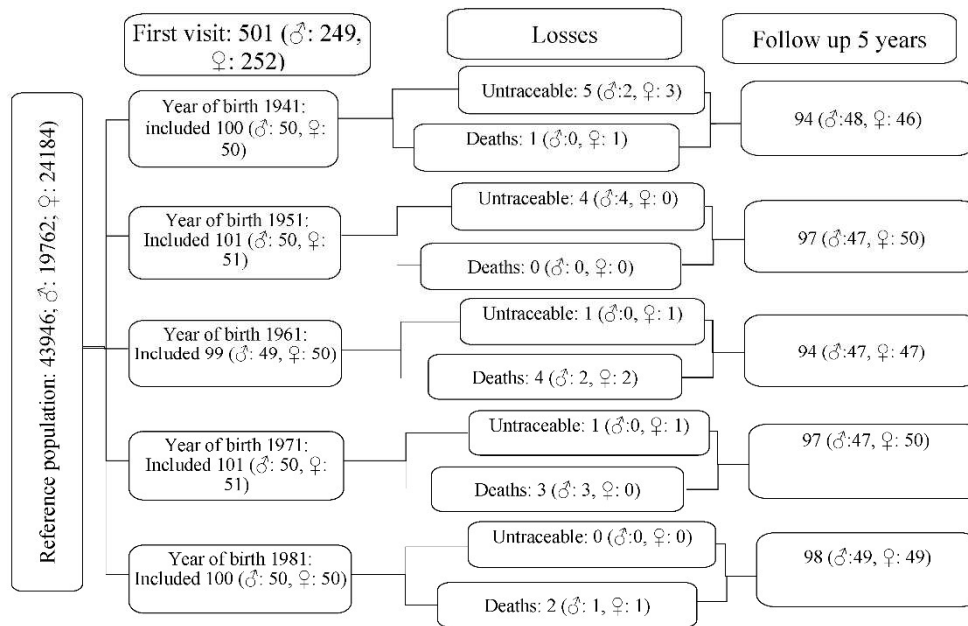 First visit: 501 (♂: 249,
♀: 252)
Losses
Follow up 5 years
Reference population: 43946; ♂: 19762; ♀: 24184
Year of birth 1941:
included 100 (♂: 50, ♀:
50)
Untraceable: 5 (♂:2, ♀: 3)
Deaths: 1 (♂:0, ♀: 1)
94 (♂:48, ♀: 46)
Year of birth 1951:
Included 101 (♂: 50, ♀:
51)
Untraceable: 4 (♂:4, ♀: 0)
Deaths: 0 (♂: 0, ♀: 0)
97 (♂:47, ♀: 50)
Year of birth 1961:
Included 99 (♂: 49, ♀: 50)
Untraceable: 1 (♂:0, ♀: 1)
Deaths: 4 (♂: 2, ♀: 2)
94 (♂:47, ♀: 47)
Year of birth 1971:
Included 101 (♂: 50, ♀:
51)
Untraceable: 1 (♂:0, ♀: 1)
Deaths: 3 (♂: 3, ♀: 0)
97 (♂:47, ♀: 50)
Year of birth 1981:
Included 100 (♂: 50, ♀: 50)
Untraceable: 0 (♂:0, ♀: 0)
Deaths: 2 (♂: 1, ♀: 1)
98 (♂:49, ♀: 49)